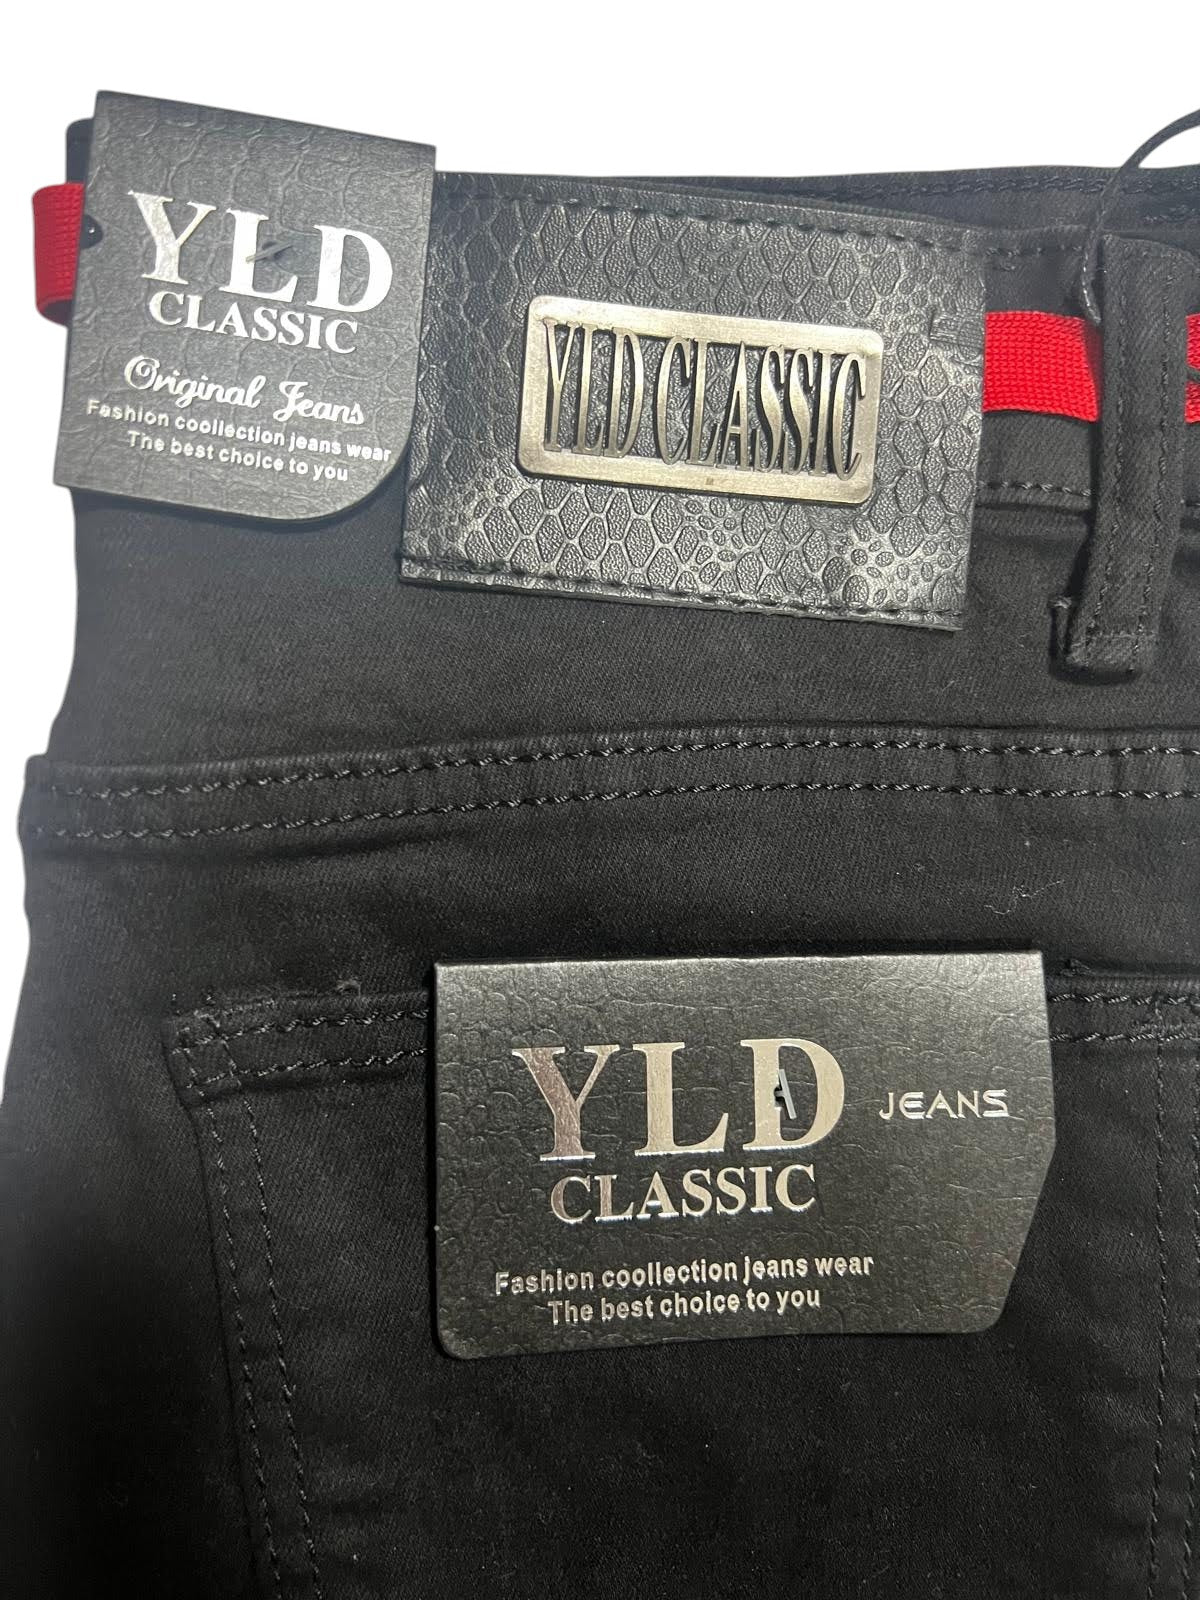 YLD
CLASSIC
Original Jeans
Fashion coollection jeans wear
The best choice to you
YLD CLASSIC
YLD JEANS
CLASSIC
Fashion coollection jeans wear
The best choice to you